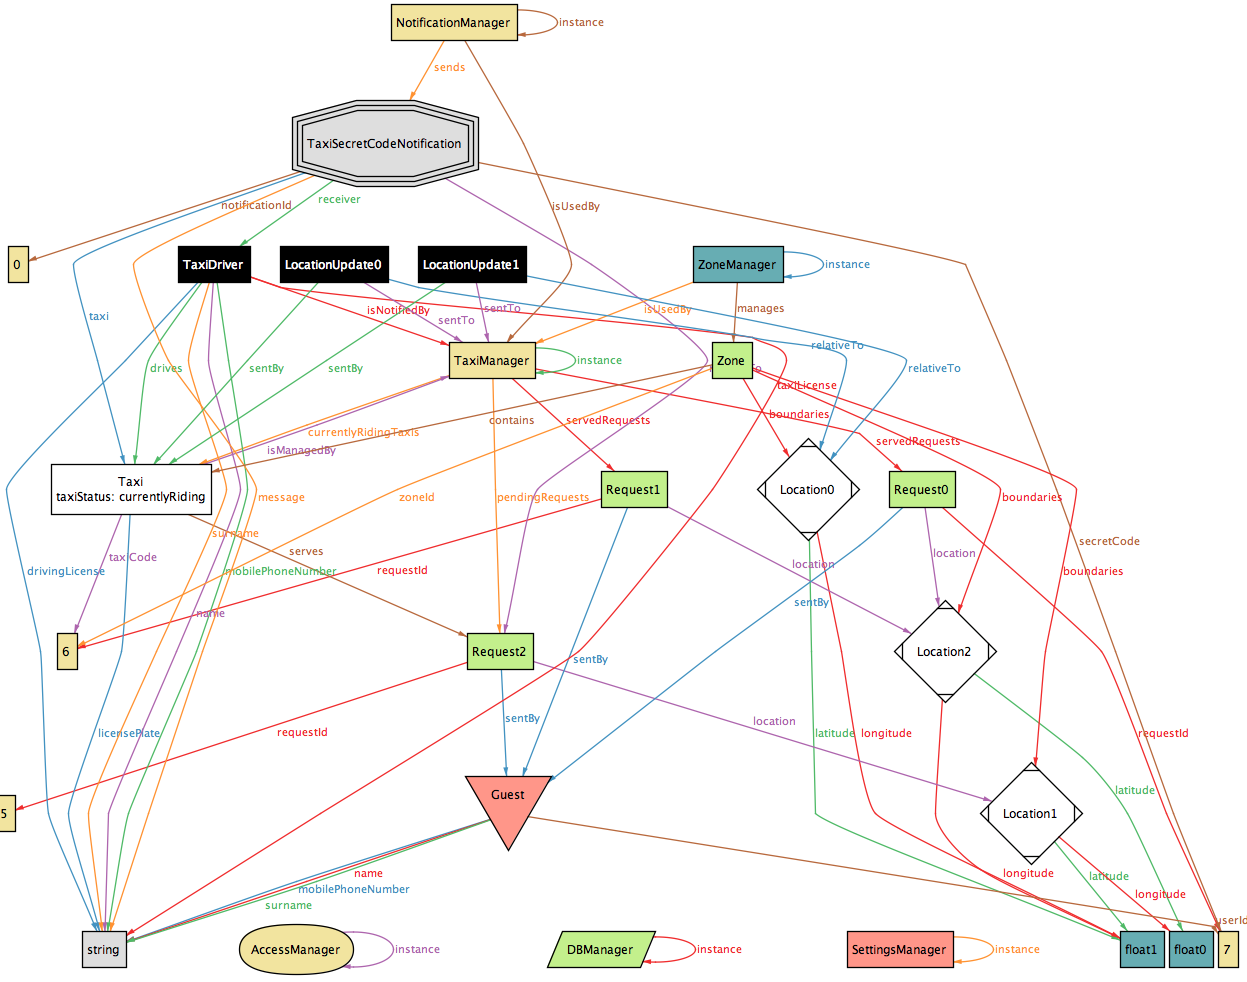 NotificationManager
instance
sends
TaxiSecretCodeNotification
notificationId
receiver
isUsedBy
0
TaxiDriver
LocationUpdate0
LocationUpdate1
ZoneManager
instance
taxi
isNotifiedBy
sentTo
sentTo
isUsedBy
manages
relativeTo
drives
sentBy
sentBy
TaxiManager
instance
Zone
relativeTo
taxiLicense
boundaries
servedRequests
contains
currentlyRidingTaxis
isManagedBy
servedRequests
Taxi
taxiStatus: currentlyRiding
message
zoneId
pendingRequests
Request1
Location0
Request0
boundaries
surname
secretCode
taxiCode
serves
location
location
drivingLicense
mobilePhoneNumber
requestId
boundaries
sentBy
name
6
Request2
sentBy
Location2
licensePlate
requestId
sentBy
location
latitude
longitude
requestId
latitude
5
Guest
Location1
name
mobilePhoneNumber
surname
longitude
latitude
longitude
userId
string
AccessManager
instance
DBManager
instance
SettingsManager
instance
float1
float0
7